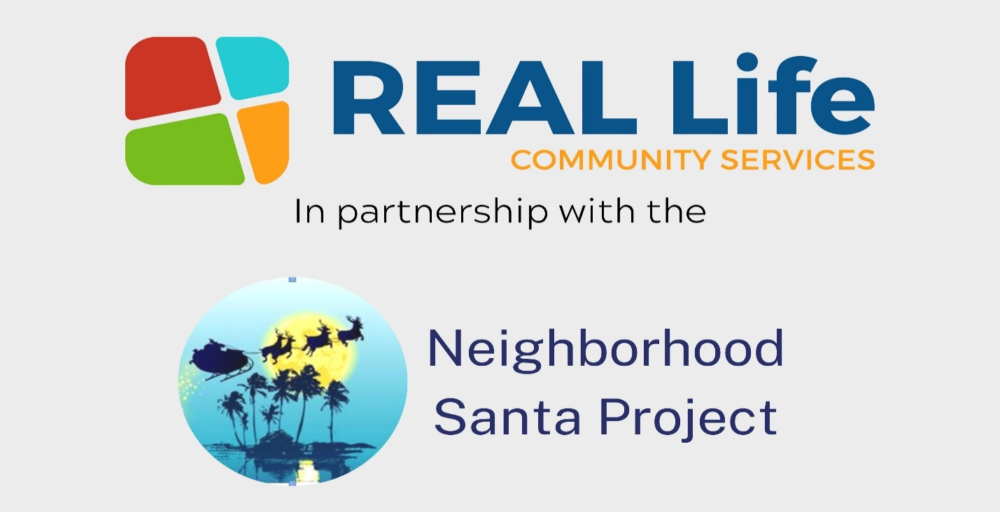 REAL Life
COMMUNITY SERVICES
In partnership with the
Neighborhood
Santa Project